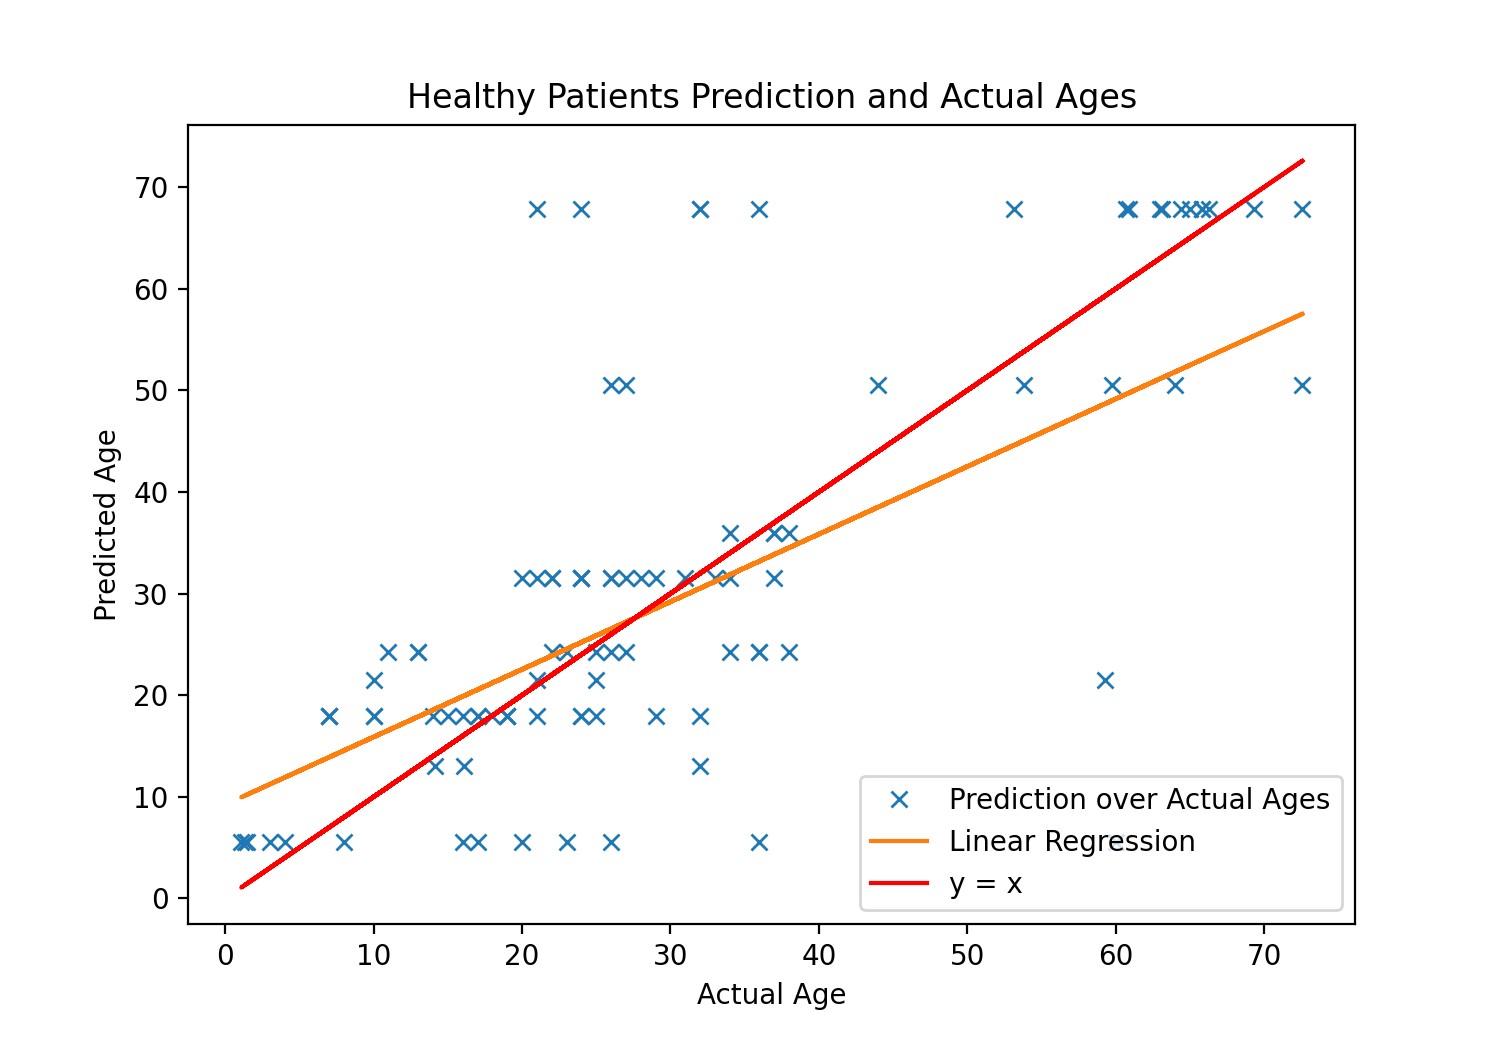 Healthy Patients Prediction and Actual Ages
70
60
50
40
30
20
10
0
Predicted Age
Prediction over Actual Ages
Linear Regression
y = x
0 10 20 30 40 50 60 70
Actual Age